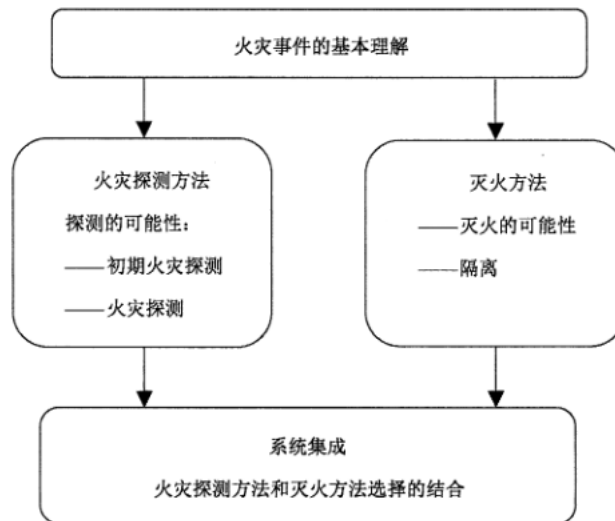 火灾事件的基本理解
火灾探测方法
探测的可能性：
——初期火灾探测
——火灾探测
灭火方法
——灭火的可能性
——隔离
系统集成
火灾探测方法和灭火方法选择的结合